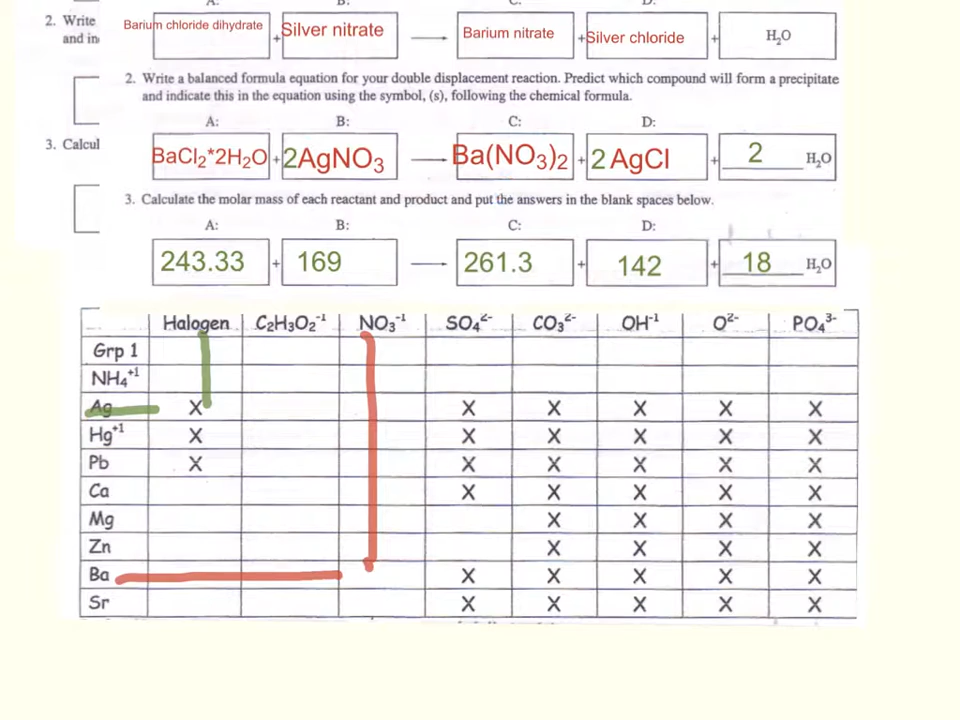 A: B: C: D:
2. Write Barium chloride dihydrate + Silver nitrate Barium nitrate + Silver chloride + H₂O
and in
2. Write a balanced formula equation for your double displacement reaction. Predict which compound will form a precipitate
and indicate this in the equation using the symbol, (s), following the chemical formula.
A: B: C: D:
3. Calcul BaCl₂*2H₂O + 2AgNO₃ Ba(NO₃)₂ + 2 AgCl + 2 H₂O
3. Calculate the molar mass of each reactant and product and put the answers in the blank spaces below.
A: B: C: D:
243.33 + 169 261.3 + 142 + 18 H₂O
Halogen C₂H₃O₂⁻¹ NO₃⁻¹ SO₄²⁻ CO₃²⁻ OH⁻¹ O²⁻ PO₄³⁻
Grp 1
NH₄⁺¹
Ag X X X X X X
Hg⁺¹ X X X X X X
Pb X X X X X X
Ca X X X X X
Mg X X X X
Zn X X X X
Ba X X X X X
Sr X X X X X